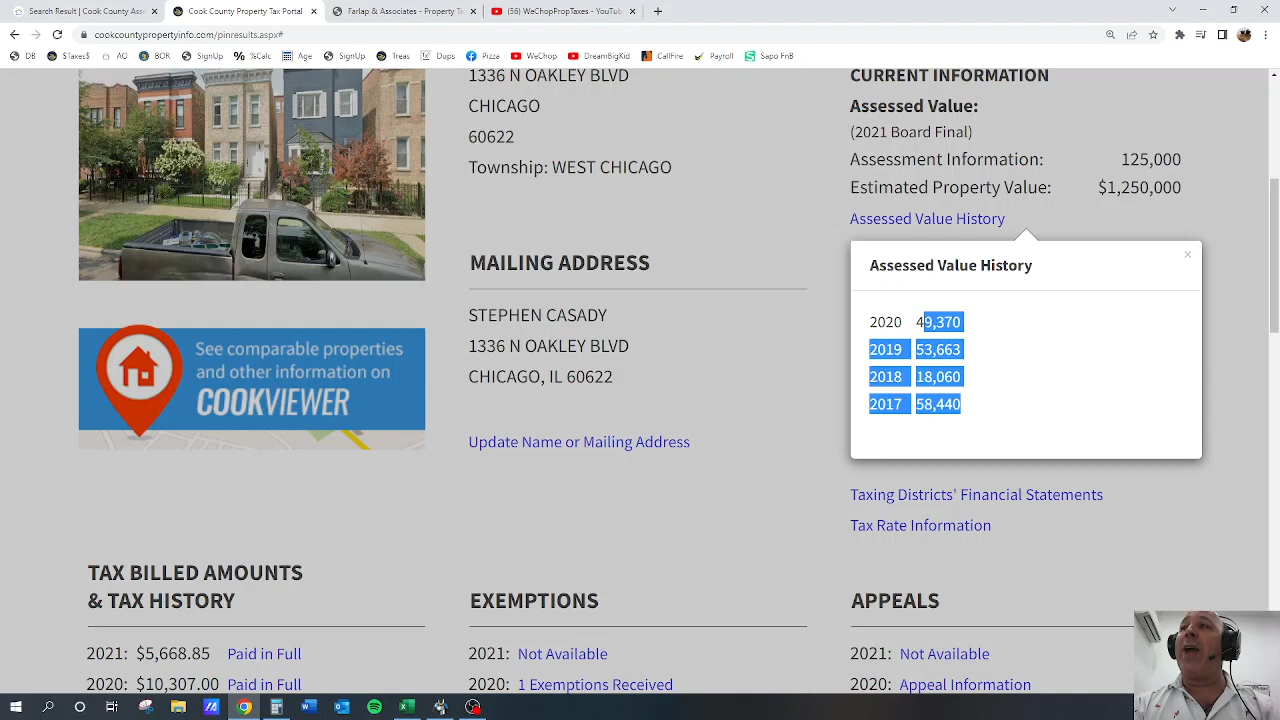 Search Result | Cook County Ass
Cook County Property Tax Portal
Farlap & Associates - Property Te
(56) WeChopPropTaxes - YouTub
cookcountypropertyinfo.com/piiresults.aspx#
DB
$Taxes$
AO
BOR
SignUp
%Calc
Age
SignUp
Treas
Dups
Pizza
WeChop
DreamBigKid
CallFire
Payroll
Sapo FnB
1336 N OAKLEY BLVD
CHICAGO
60622
Township: WEST CHICAGO
MAILING ADDRESS
STEPHEN CASADY
1336 N OAKLEY BLVD
CHICAGO, IL 60622
Update Name or Mailing Address
See comparable properties
and other information on
COOKVIEWER
CURRENT INFORMATION
Assessed Value:
(2021 Board Final)
Assessment Information: 125,000
Estimated Property Value: $1,250,000
Assessed Value History
Assessed Value History ×
2020 49,370
2019 53,663
2018 18,060
2017 58,440
Taxing Districts' Financial Statements
Tax Rate Information
TAX BILLED AMOUNTS
& TAX HISTORY
2021: $5,668.85 Paid in Full
2020: $10,307.00 Paid in Full
EXEMPTIONS
2021: Not Available
2020: 1 Exemptions Received
APPEALS
2021: Not Available
2020: Appeal Information